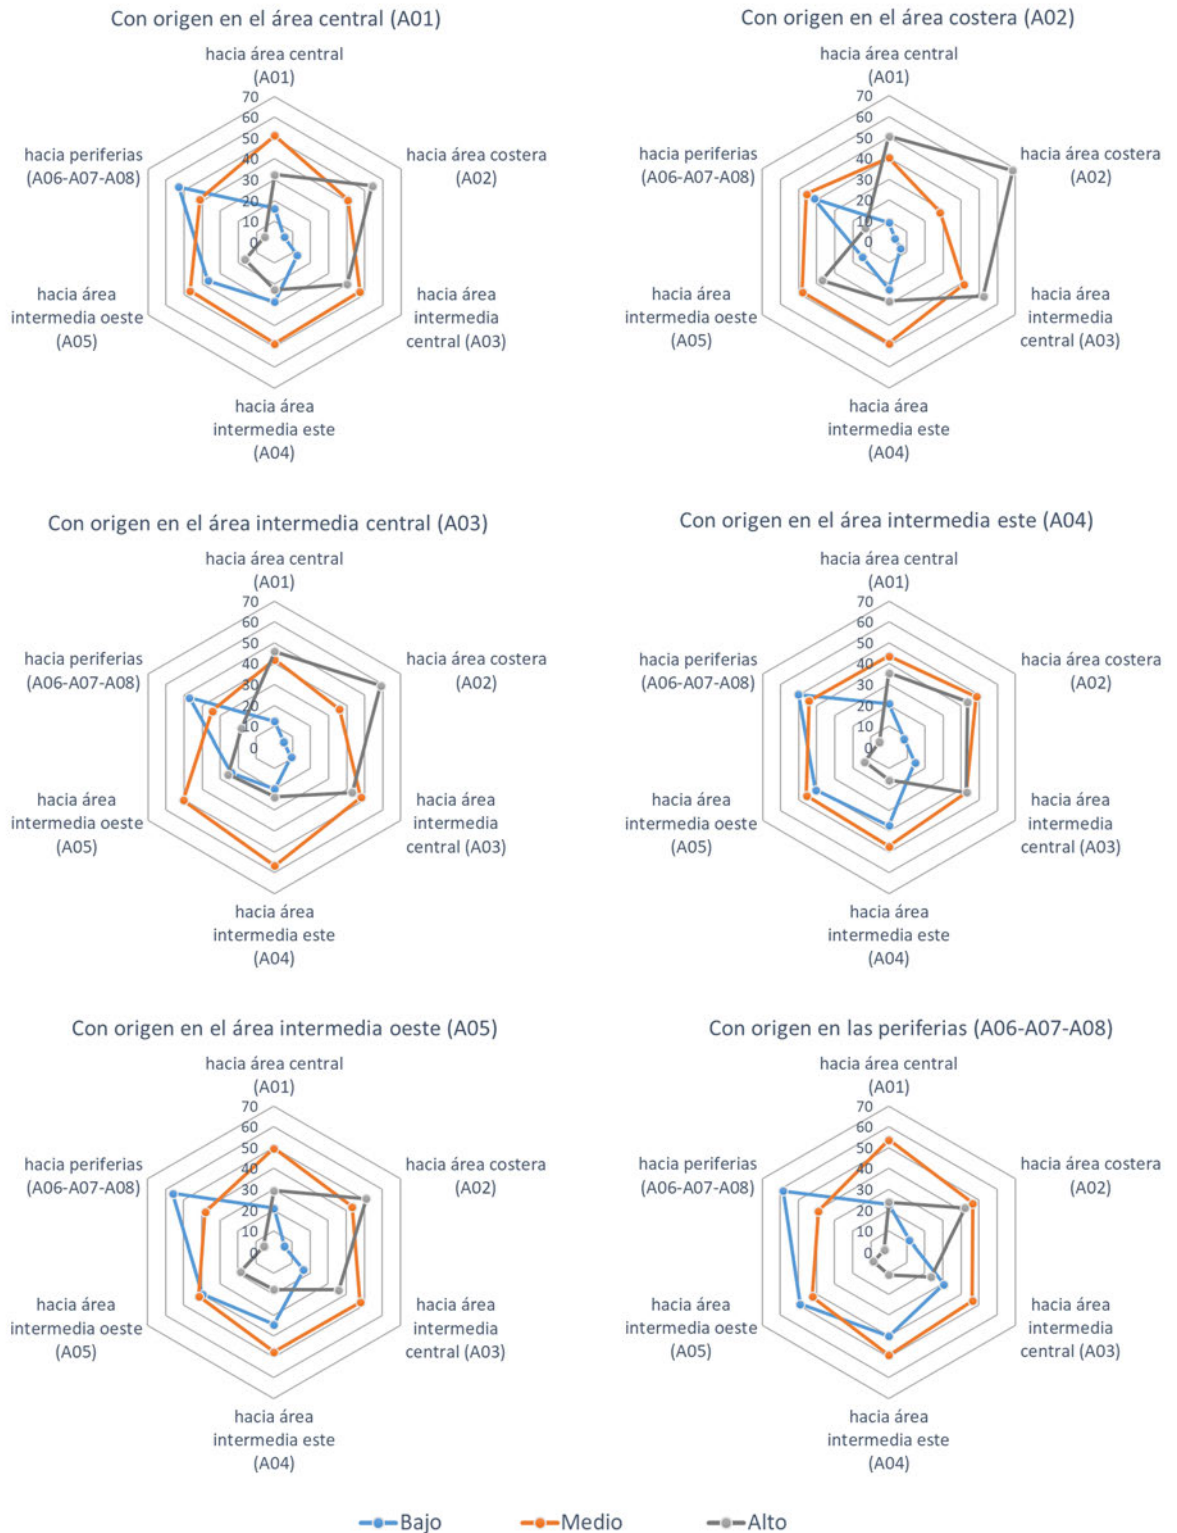 Con origen en el área central (A01)
hacia área central
(A01)
70
60
50
40
30
20
10
0
hacia área costera
(A02)
hacia área
intermedia
central (A03)
hacia área
intermedia este
(A04)
hacia área
intermedia oeste
(A05)
hacia periferias
(A06-A07-A08)
Con origen en el área costera (A02)
hacia área central
(A01)
70
60
50
40
30
20
10
0
hacia área costera
(A02)
hacia área
intermedia
central (A03)
hacia área
intermedia este
(A04)
hacia área
intermedia oeste
(A05)
hacia periferias
(A06-A07-A08)
Con origen en el área intermedia central (A03)
hacia área central
(A01)
70
60
50
40
30
20
10
0
hacia área costera
(A02)
hacia área
intermedia
central (A03)
hacia área
intermedia este
(A04)
hacia área
intermedia oeste
(A05)
hacia periferias
(A06-A07-A08)
Con origen en el área intermedia este (A04)
hacia área central
(A01)
70
60
50
40
30
20
10
0
hacia área costera
(A02)
hacia área
intermedia
central (A03)
hacia área
intermedia este
(A04)
hacia área
intermedia oeste
(A05)
hacia periferias
(A06-A07-A08)
Con origen en el área intermedia oeste (A05)
hacia área central
(A01)
70
60
50
40
30
20
10
0
hacia área costera
(A02)
hacia área
intermedia
central (A03)
hacia área
intermedia este
(A04)
hacia área
intermedia oeste
(A05)
hacia periferias
(A06-A07-A08)
Con origen en las periferias (A06-A07-A08)
hacia área central
(A01)
70
60
50
40
30
20
10
0
hacia área costera
(A02)
hacia área
intermedia
central (A03)
hacia área
intermedia este
(A04)
hacia área
intermedia oeste
(A05)
hacia periferias
(A06-A07-A08)
Bajo
Medio
Alto